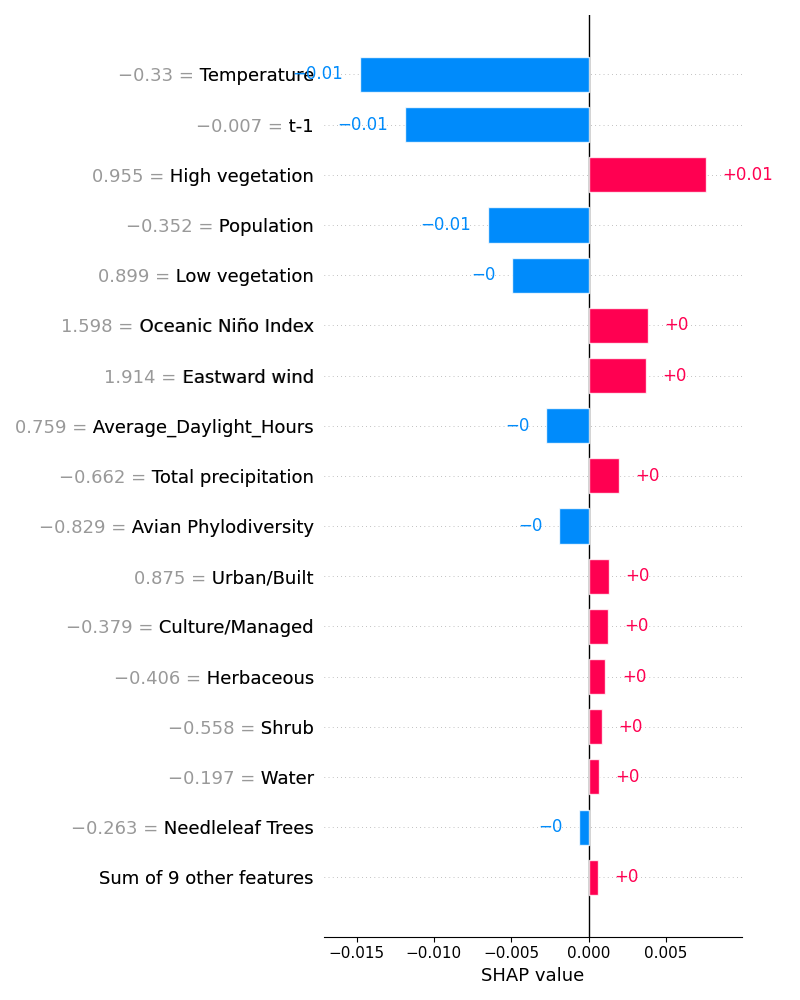 −0.33 = Temperature −0.01
−0.007 = t-1 −0.01
0.955 = High vegetation +0.01
−0.352 = Population −0.01
0.899 = Low vegetation −0
1.598 = Oceanic Niño Index +0
1.914 = Eastward wind +0
0.759 = Average_Daylight_Hours −0
−0.662 = Total precipitation +0
−0.829 = Avian Phylodiversity −0
0.875 = Urban/Built +0
−0.379 = Culture/Managed +0
−0.406 = Herbaceous +0
−0.558 = Shrub +0
−0.197 = Water +0
−0.263 = Needleleaf Trees −0
Sum of 9 other features +0
−0.015 −0.010 −0.005 0.000 0.005
SHAP value